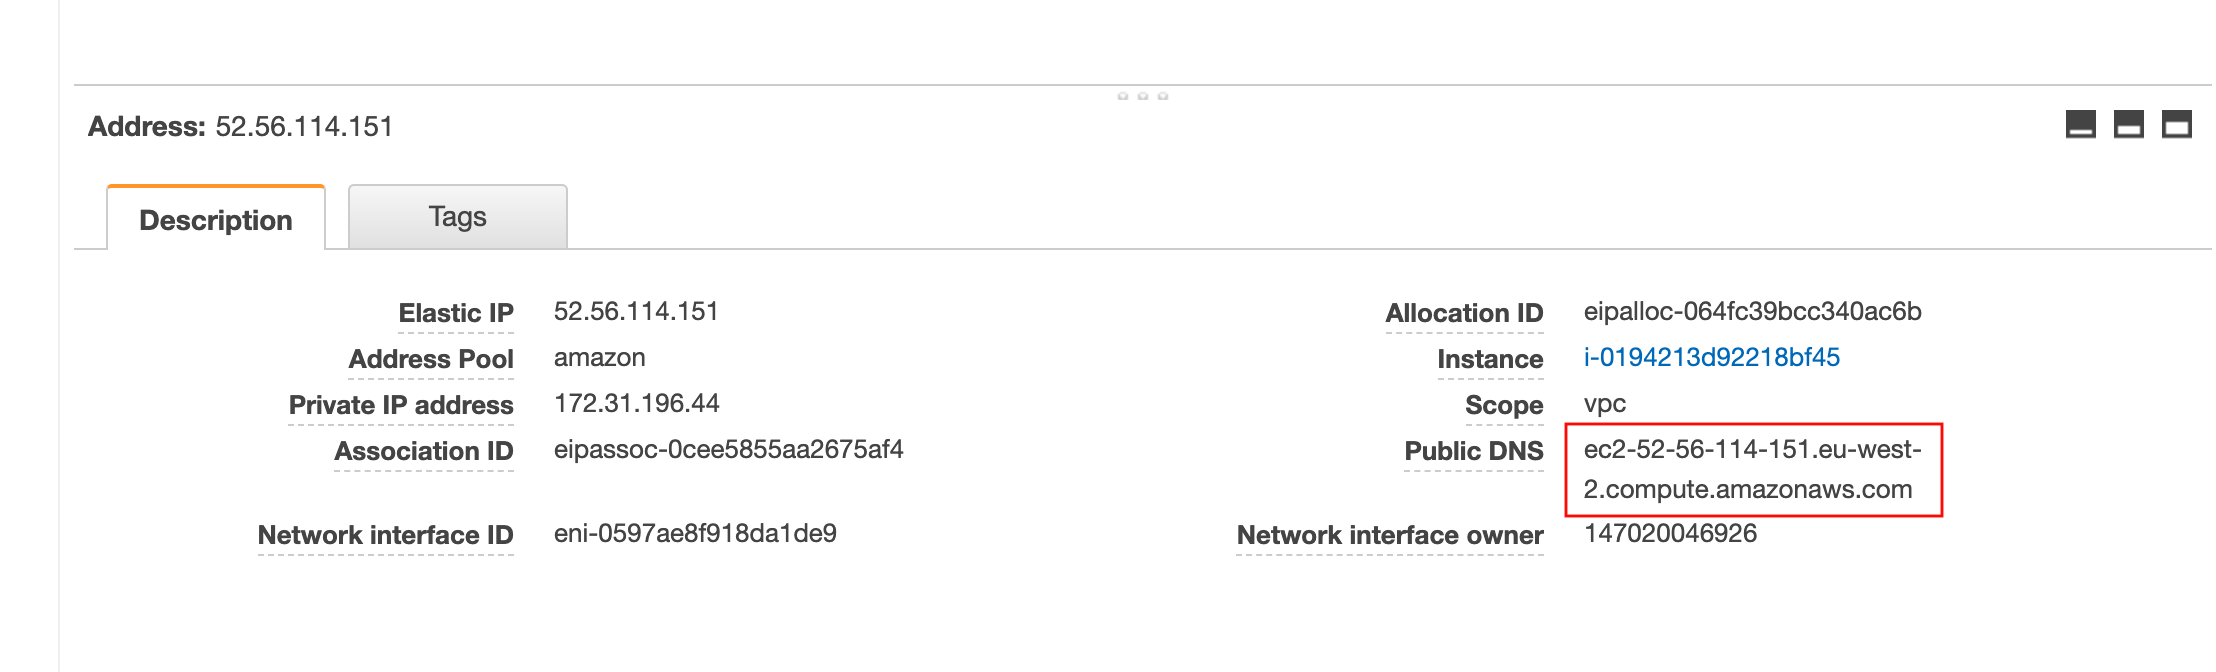 Address: 52.56.114.151
Description
Tags
Elastic IP 52.56.114.151
Address Pool amazon
Private IP address 172.31.196.44
Association ID eipassoc-0cee5855aa2675af4
Network interface ID eni-0597ae8f918da1de9
Allocation ID eipalloc-064fc39bcc340ac6b
Instance i-0194213d92218bf45
Scope vpc
Public DNS ec2-52-56-114-151.eu-west-
2.compute.amazonaws.com
Network interface owner 147020046926